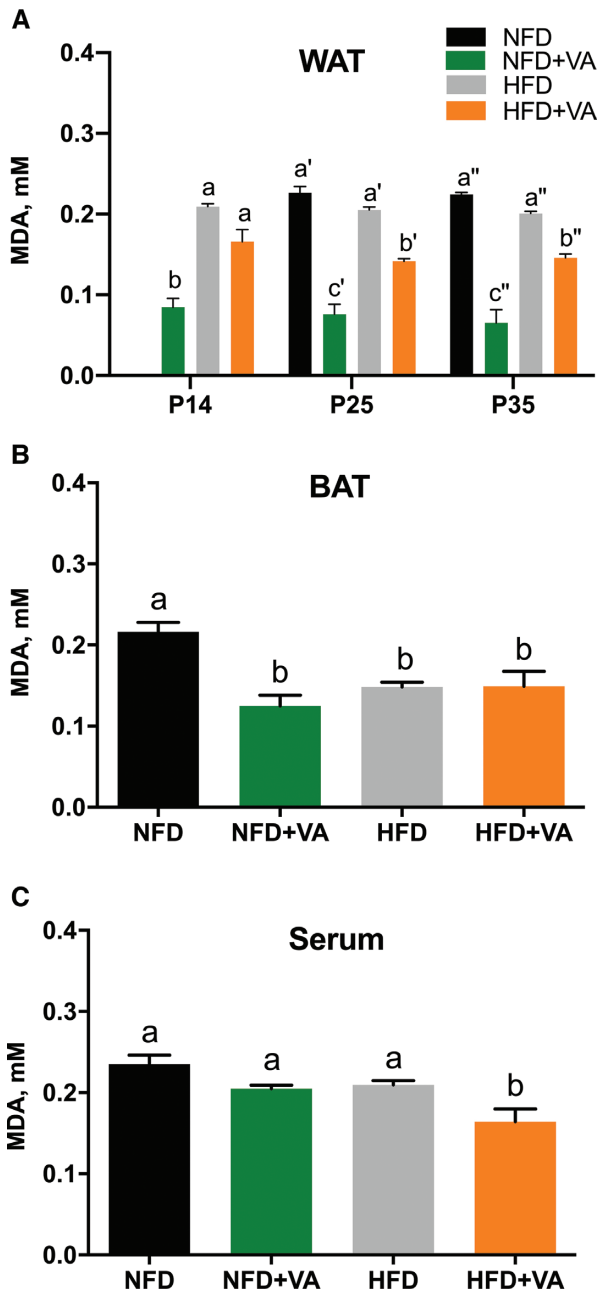 A
WAT
NFD
NFD+VA
HFD
HFD+VA
MDA, mM
0.4
0.3
0.2
0.1
0.0
b
a
a
a'
c'
a'
b'
a"
c"
a"
b"
P14
P25
P35
B
BAT
MDA, mM
0.4
0.3
0.2
0.1
0.0
a
b
b
b
NFD
NFD+VA
HFD
HFD+VA
C
Serum
MDA, mM
0.4
0.3
0.2
0.1
0.0
a
a
a
b
NFD
NFD+VA
HFD
HFD+VA